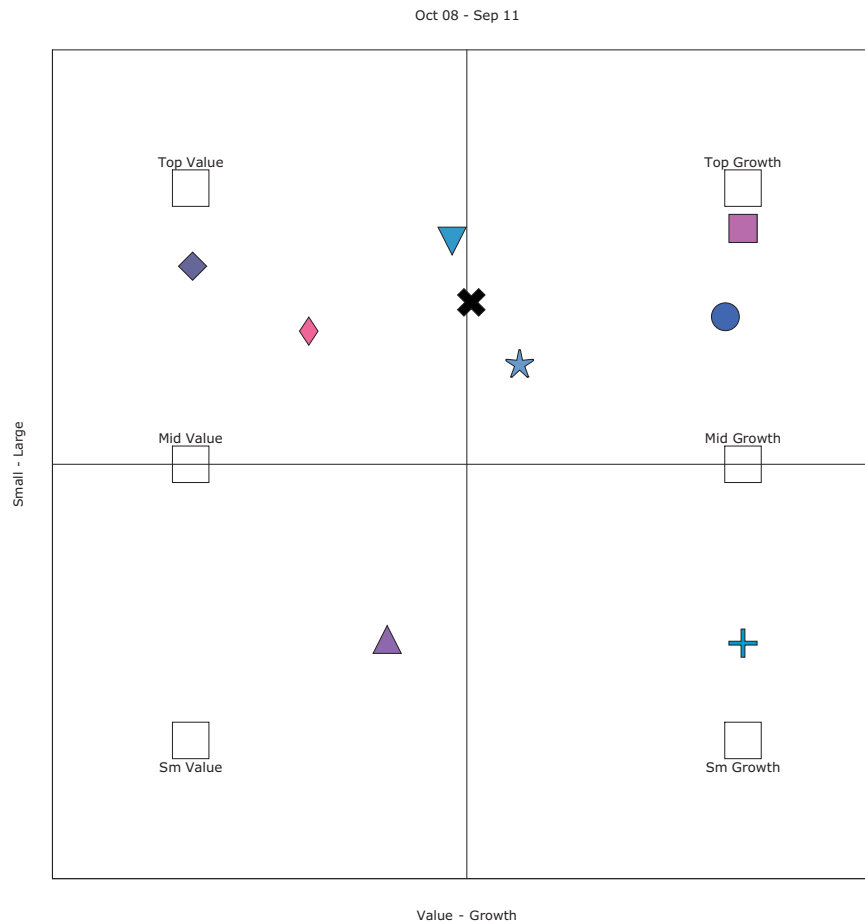 Oct 08 - Sep 11
Top Value
Top Growth
Mid Value
Mid Growth
Small - Large
Sm Value
Sm Growth
Value - Growth